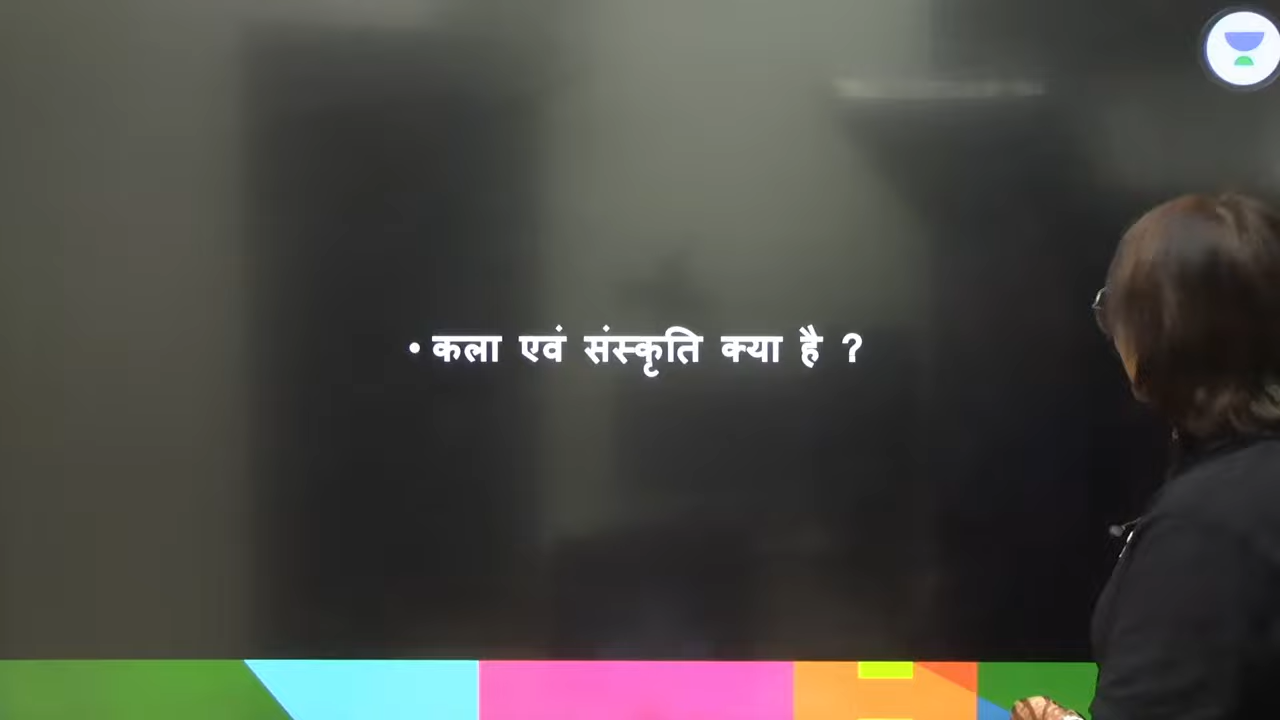 • कला एवं संस्कृति क्या है ?